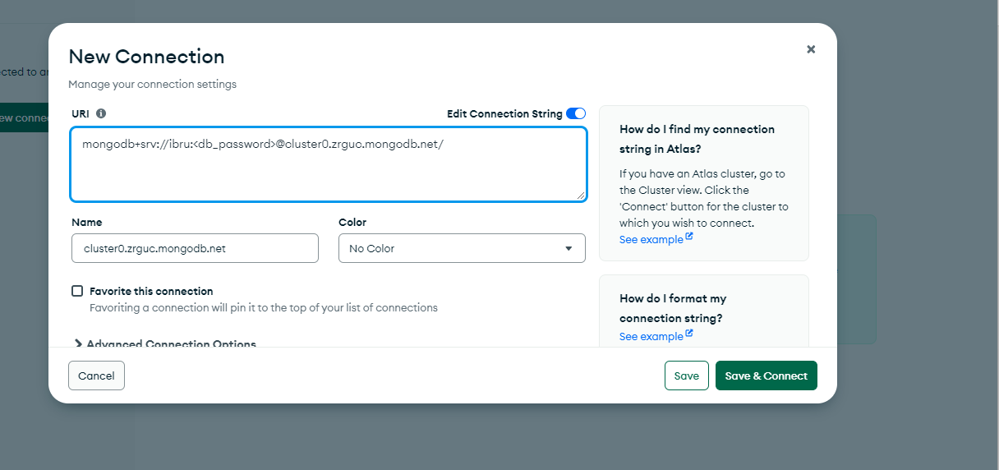 New Connection
Manage your connection settings
ected to an
ew conne
URI
Edit Connection String
mongodb+srv://ibru:<db_password>@cluster0.zrguc.mongodb.net/
Name
Color
cluster0.zrguc.mongodb.net
No Color
Favorite this connection
Favoriting a connection will pin it to the top of your list of connections
Advanced Connection Options
How do I find my connection
string in Atlas?
If you have an Atlas cluster, go to
the Cluster view. Click the
'Connect' button for the cluster to
which you wish to connect.
See example
How do I format my
connection string?
See example
Cancel
Save
Save & Connect